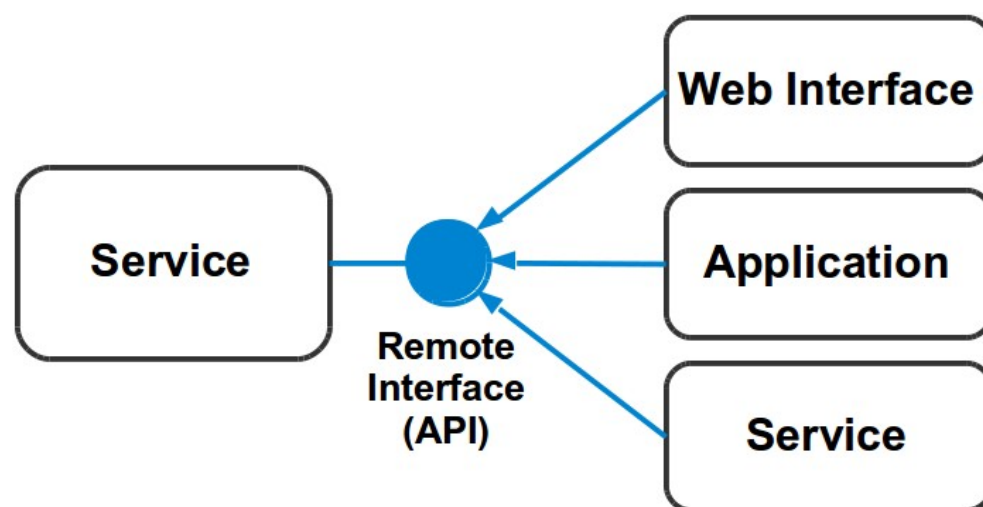 Service
Remote
Interface
(API)
Web Interface
Application
Service